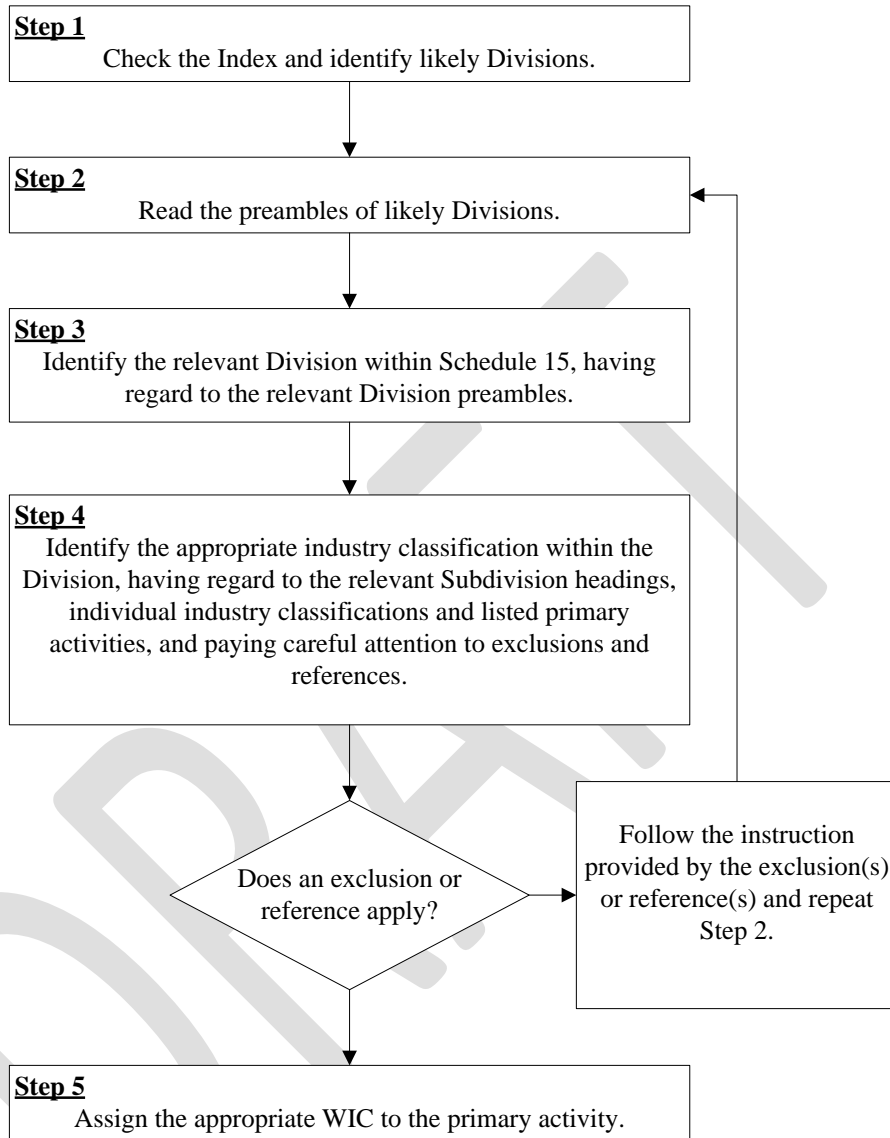 Step 1
Check the Index and identify likely Divisions.
Step 2
Read the preambles of likely Divisions.
Step 3
Identify the relevant Division within Schedule 15, having
regard to the relevant Division preambles.
Step 4
Identify the appropriate industry classification within the
Division, having regard to the relevant Subdivision headings,
individual industry classifications and listed primary
activities, and paying careful attention to exclusions and
references.
Does an exclusion or
reference apply?
Follow the instruction
provided by the exclusion(s)
or reference(s) and repeat
Step 2.
Step 5
Assign the appropriate WIC to the primary activity.
DRAFT